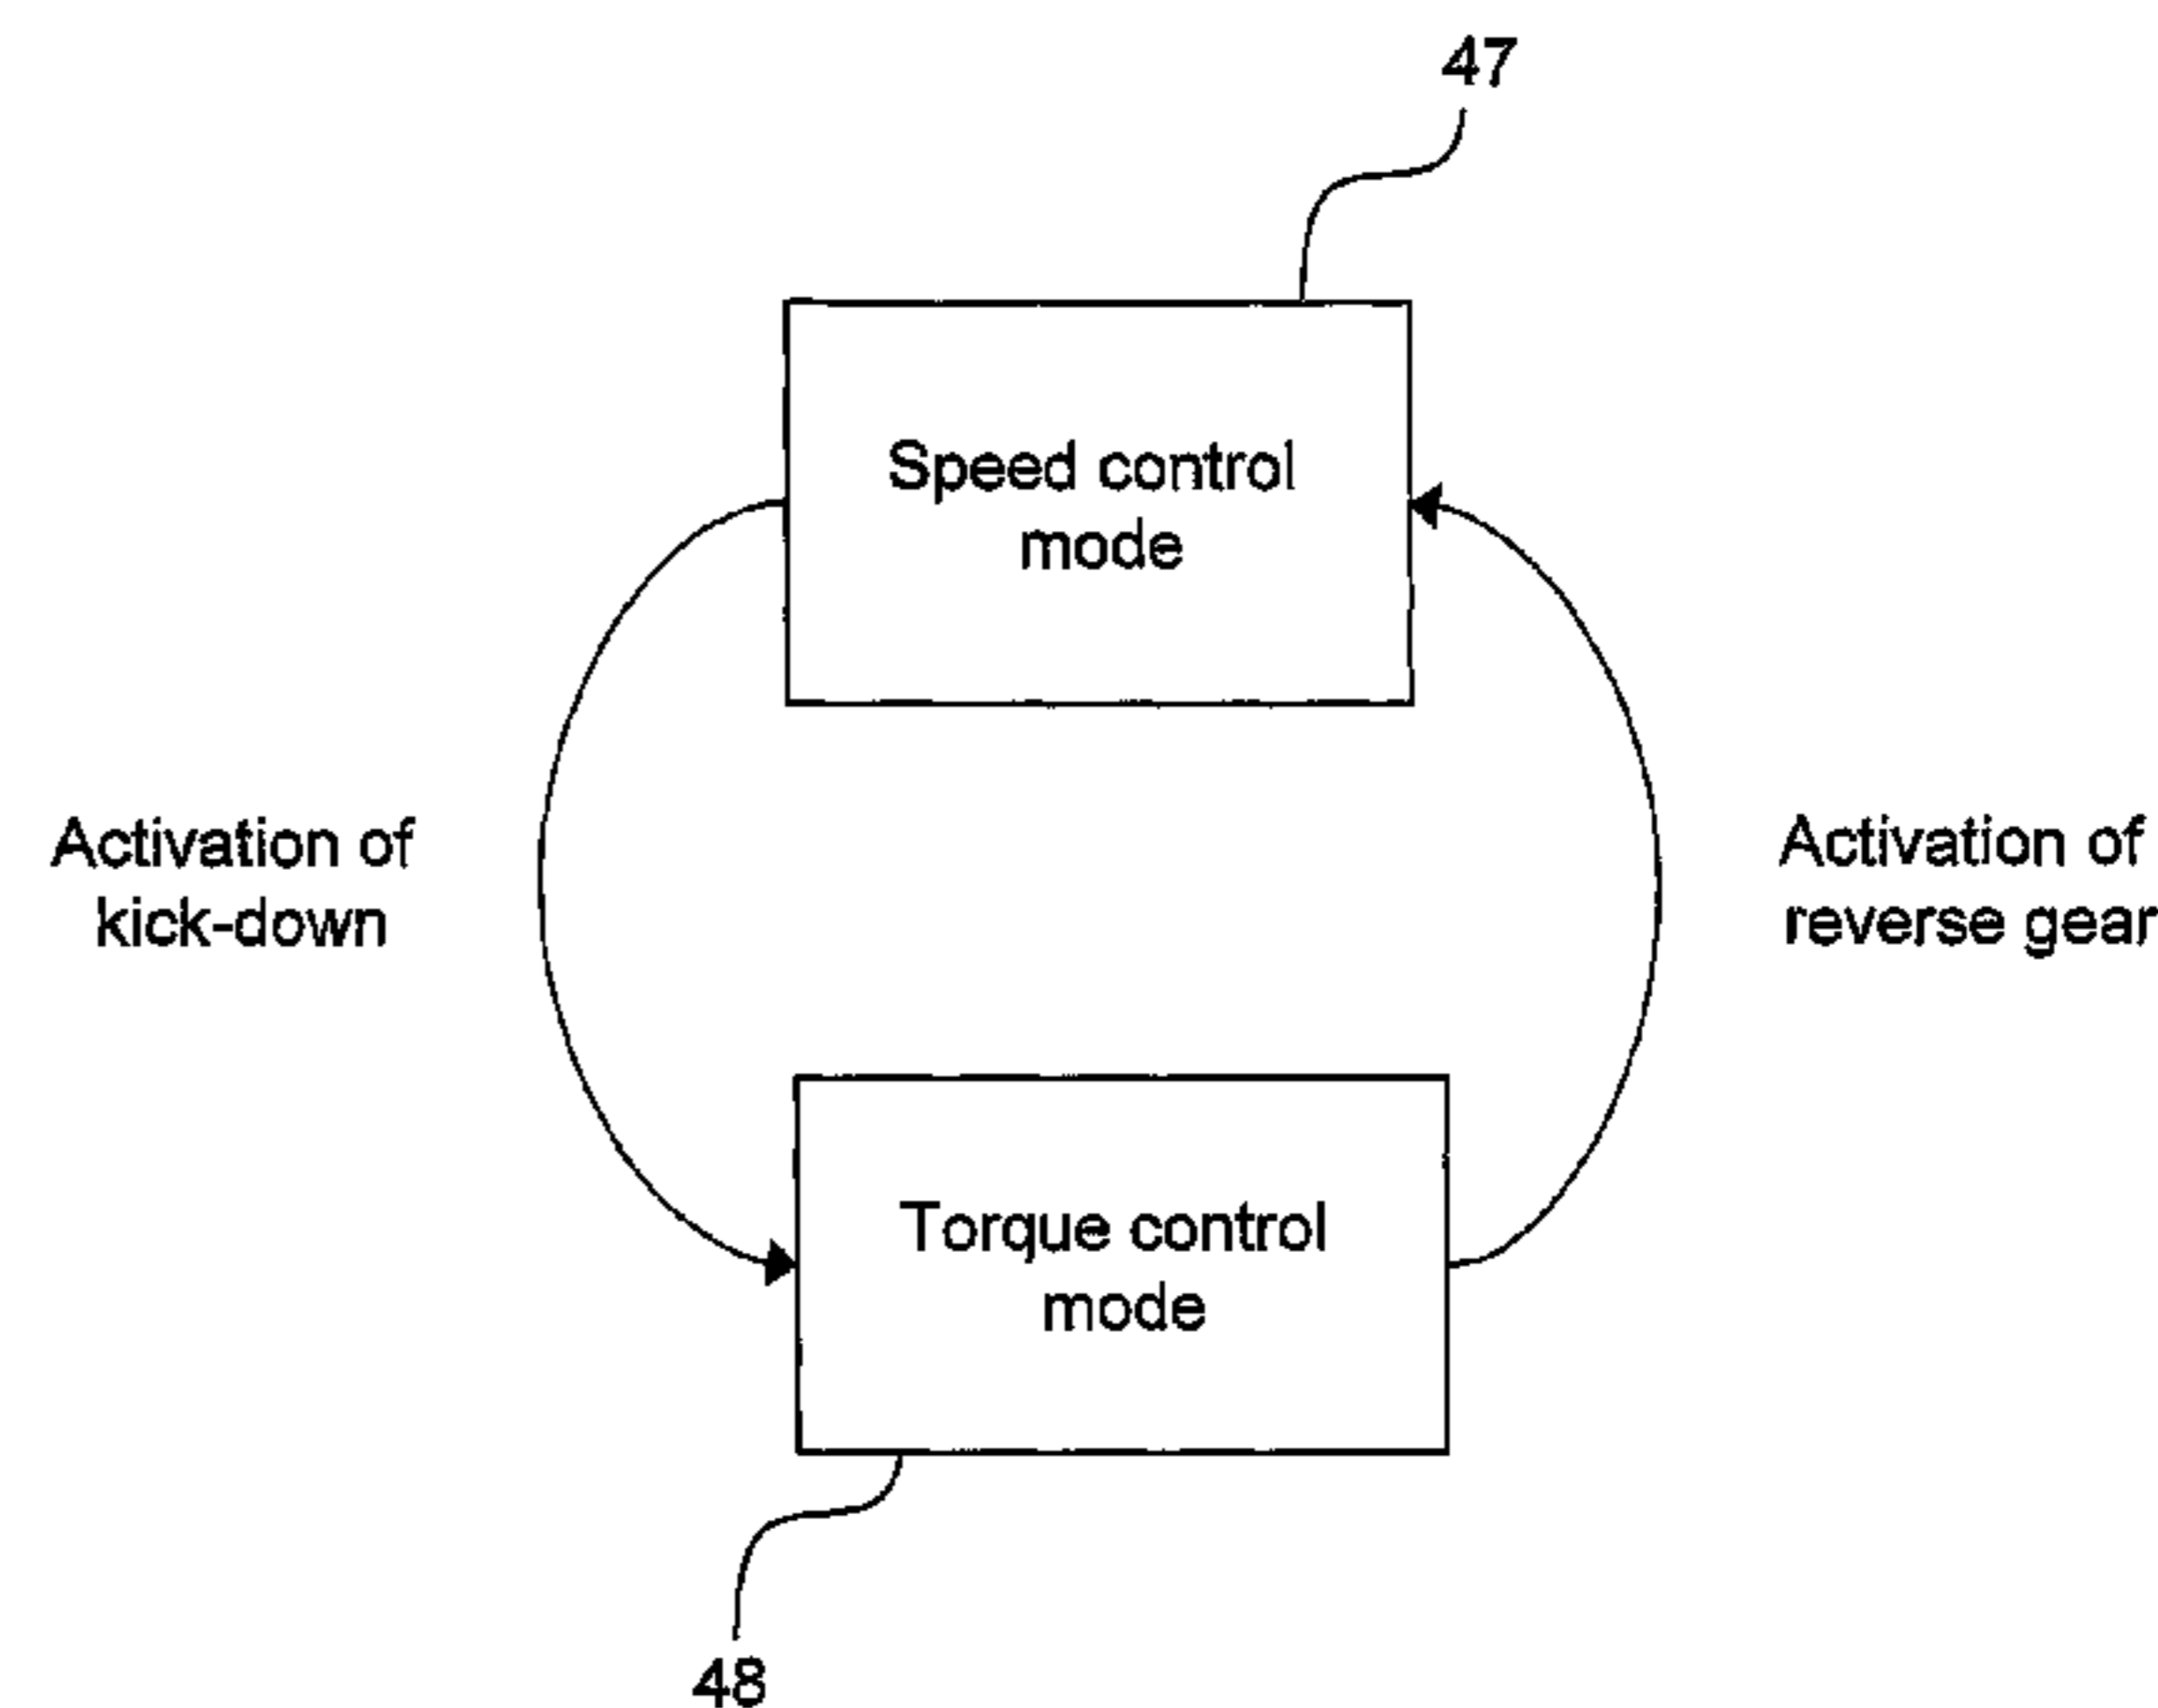 47
Speed control
mode
Activation of
kick-down
Activation of
reverse gear
Torque control
mode
48